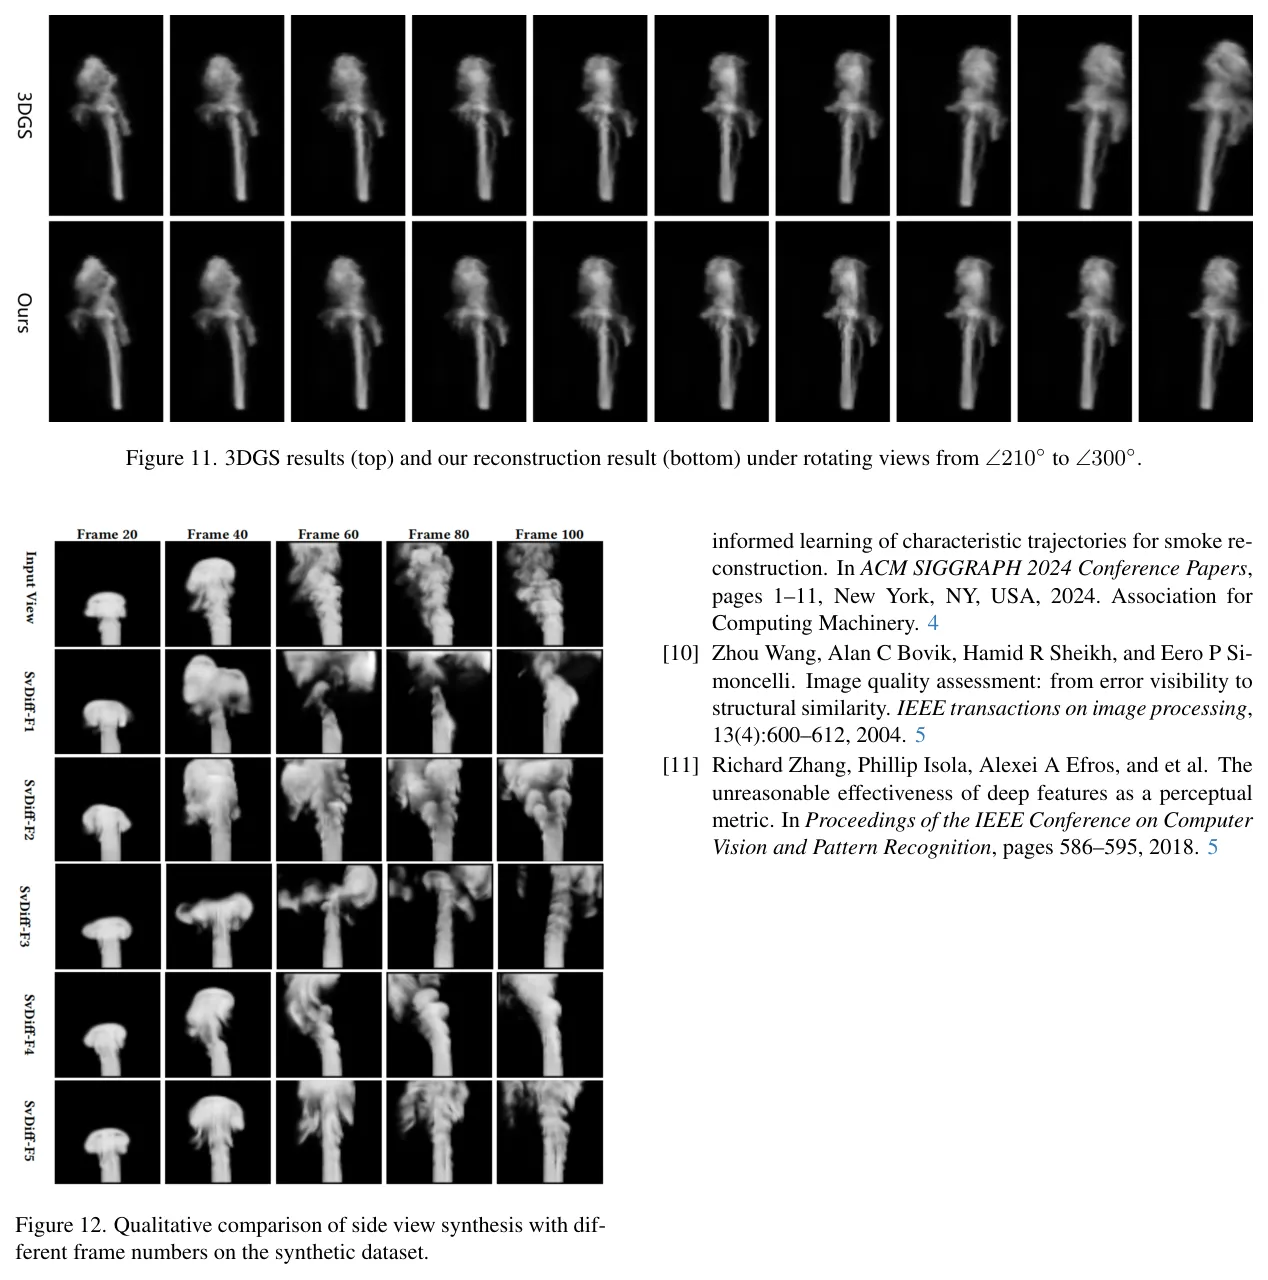 3DGS
Ours
Figure 11. 3DGS results (top) and our reconstruction result (bottom) under rotating views from ∠210° to ∠300°.
Frame 20 Frame 40 Frame 60 Frame 80 Frame 100
Input View
SvDiff-F1
SvDiff-F2
SvDiff-F3
SvDiff-F4
SvDiff-F5
Figure 12. Qualitative comparison of side view synthesis with dif-
ferent frame numbers on the synthetic dataset.
informed learning of characteristic trajectories for smoke re-
construction. In ACM SIGGRAPH 2024 Conference Papers,
pages 1–11, New York, NY, USA, 2024. Association for
Computing Machinery. 4
[10] Zhou Wang, Alan C Bovik, Hamid R Sheikh, and Eero P Si-
moncelli. Image quality assessment: from error visibility to
structural similarity. IEEE transactions on image processing,
13(4):600–612, 2004. 5
[11] Richard Zhang, Phillip Isola, Alexei A Efros, and et al. The
unreasonable effectiveness of deep features as a perceptual
metric. In Proceedings of the IEEE Conference on Computer
Vision and Pattern Recognition, pages 586–595, 2018. 5